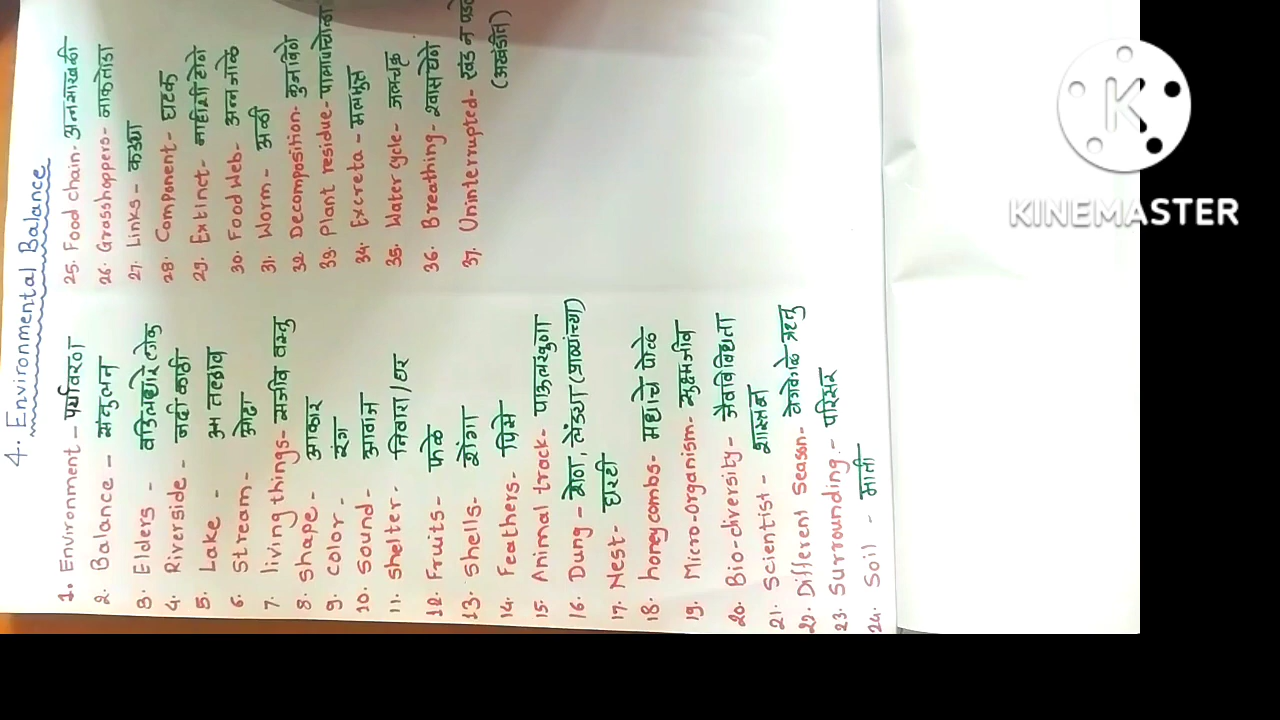 4. Environmental Balance
1. Environment - पर्यावरण
2. Balance - संतुलन
3. Elders - वडिलधारे लोक
4. Riverside - नदी काठी
5. Lake - तलाव
6. Stream - ओढा
7. living things - सजीव वस्तु
8. Shape - आकार
9. Color - रंग
10. Sound - आवाज
11. Shelter - निवारा/घर
12. Fruits - फळे
13. Shells - शेंगा
14. Feathers - पिसे
15. Animal track - पाऊलखुणा
16. Dung - शेण, लेंड्या (प्राण्यांच्या)
17. Nest - घरटी
18. honeycombs - मधाचे पोळे
19. Micro-Organism - सुक्ष्मजीव
20. Bio-diversity - जैवविविधता
21. Scientist - शास्त्रज्ञ
22. Different Season - वेगवेगळे ऋतु
23. Surrounding - परिसर
24. Soil - माती
25. Food chain - अन्नसाखळी
26. Grasshoppers - नाकतोडा
27. Links - कड्या
28. Component - घटक
29. Extinct - नाहीशी होणे
30. Food Web - अन्न जाळे
31. Worm - अळी
32. Decomposition - कुजविणे
33. Plant residue - पालापाचोळा
34. Excreta - मलमुत्र
35. Water cycle - जलचक्र
36. Breathing - श्वास घेणे
37. Uninterrupted - खंड न
(अखंडीत)
KINEMASTER